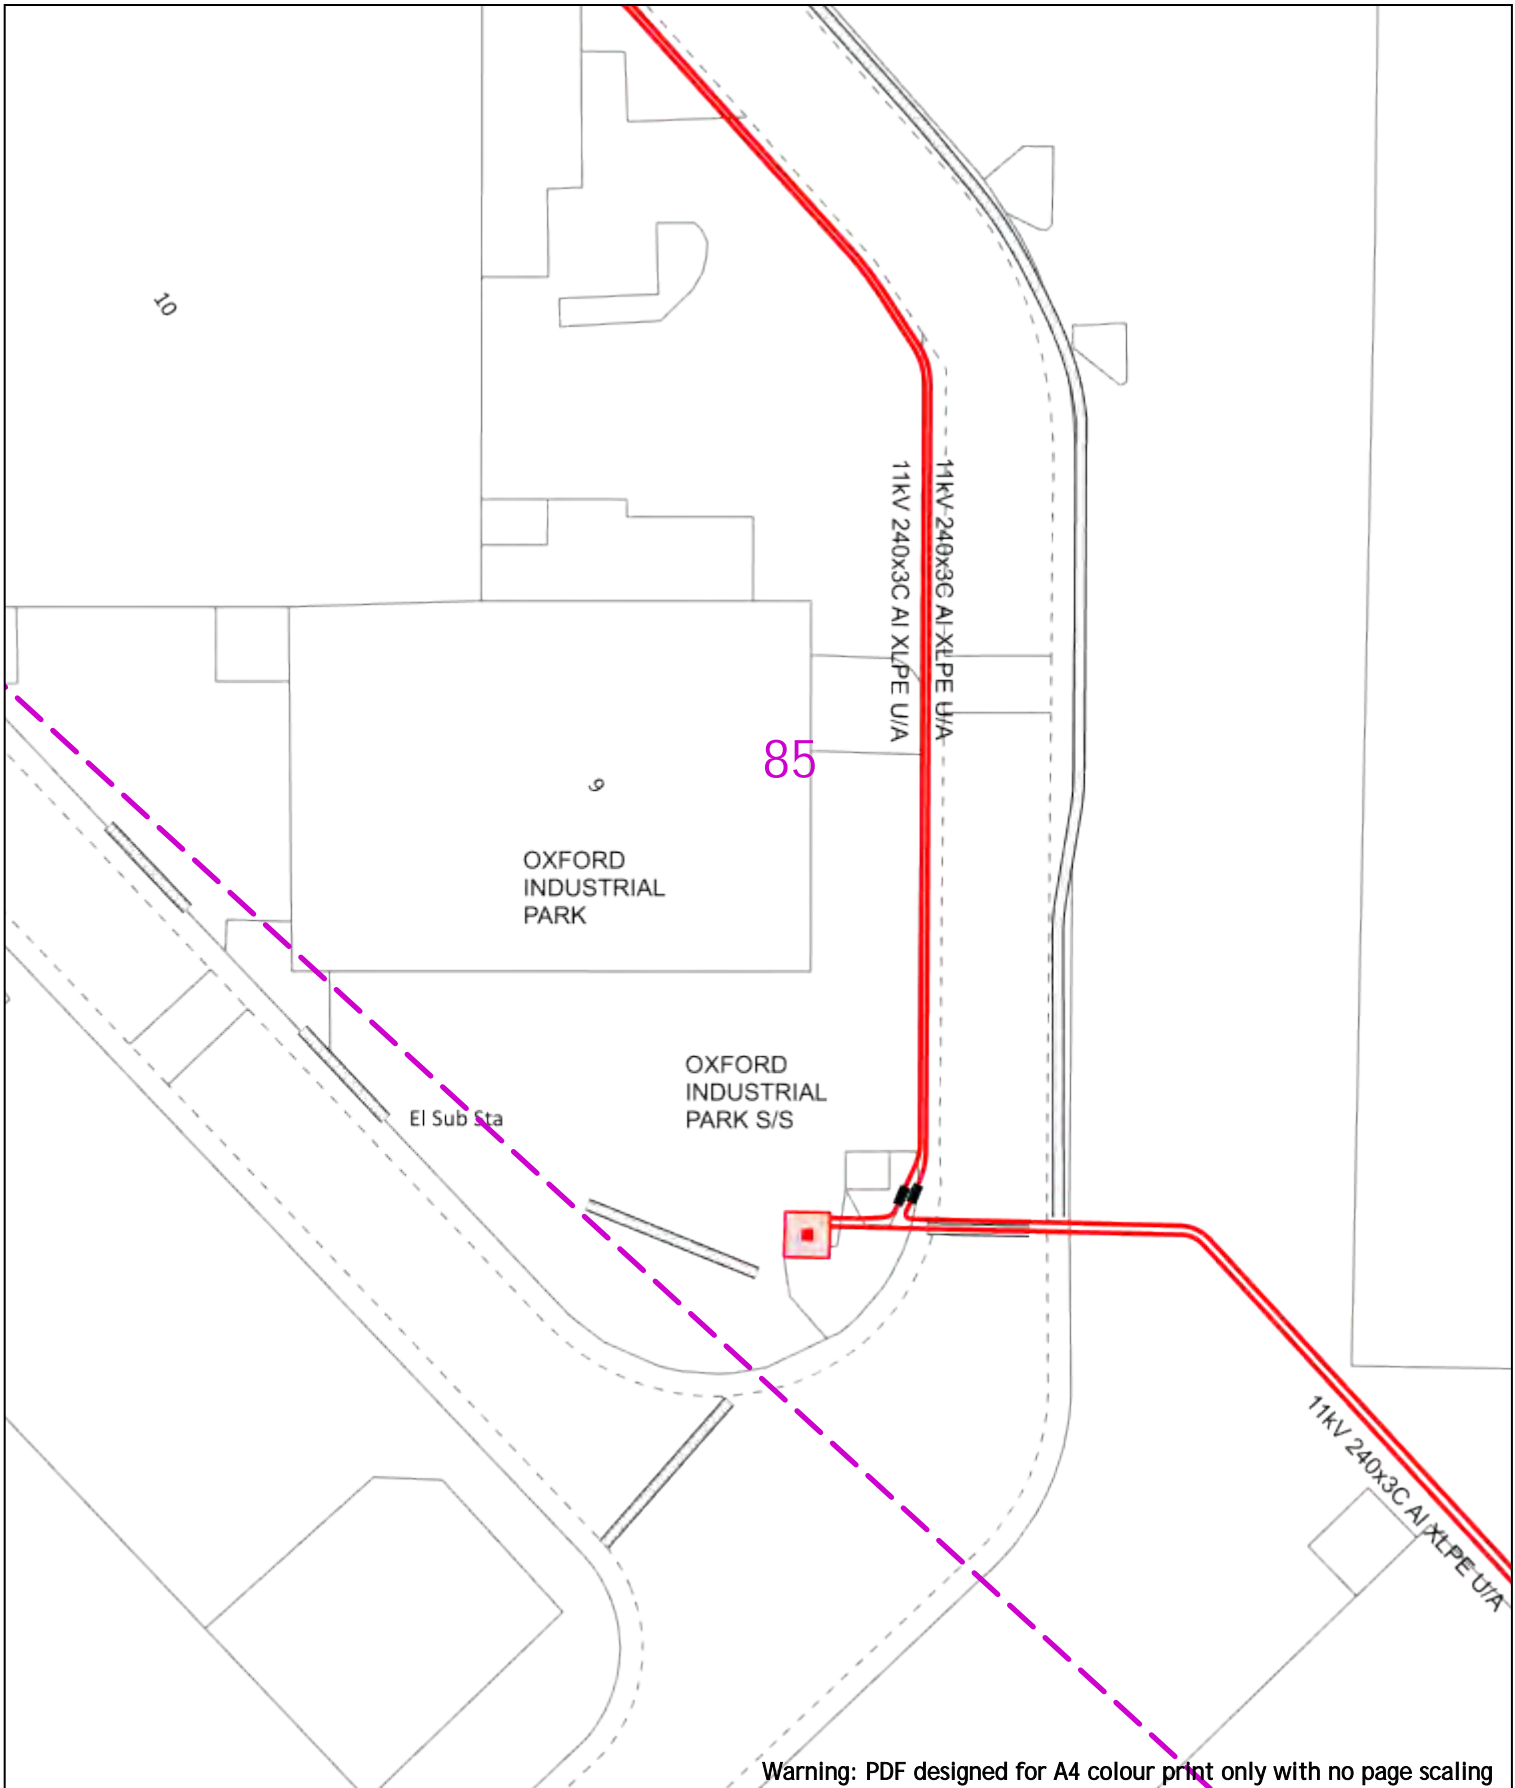 10
11kV 240x3C Al XLPE U/A
11kV 240x3C Al XLPE U/A
85
9
OXFORD
INDUSTRIAL
PARK
OXFORD
INDUSTRIAL
PARK S/S
El Sub Sta
11kV 240x3C Al XLPE U/A
Warning: PDF designed for A4 colour print only with no page scaling